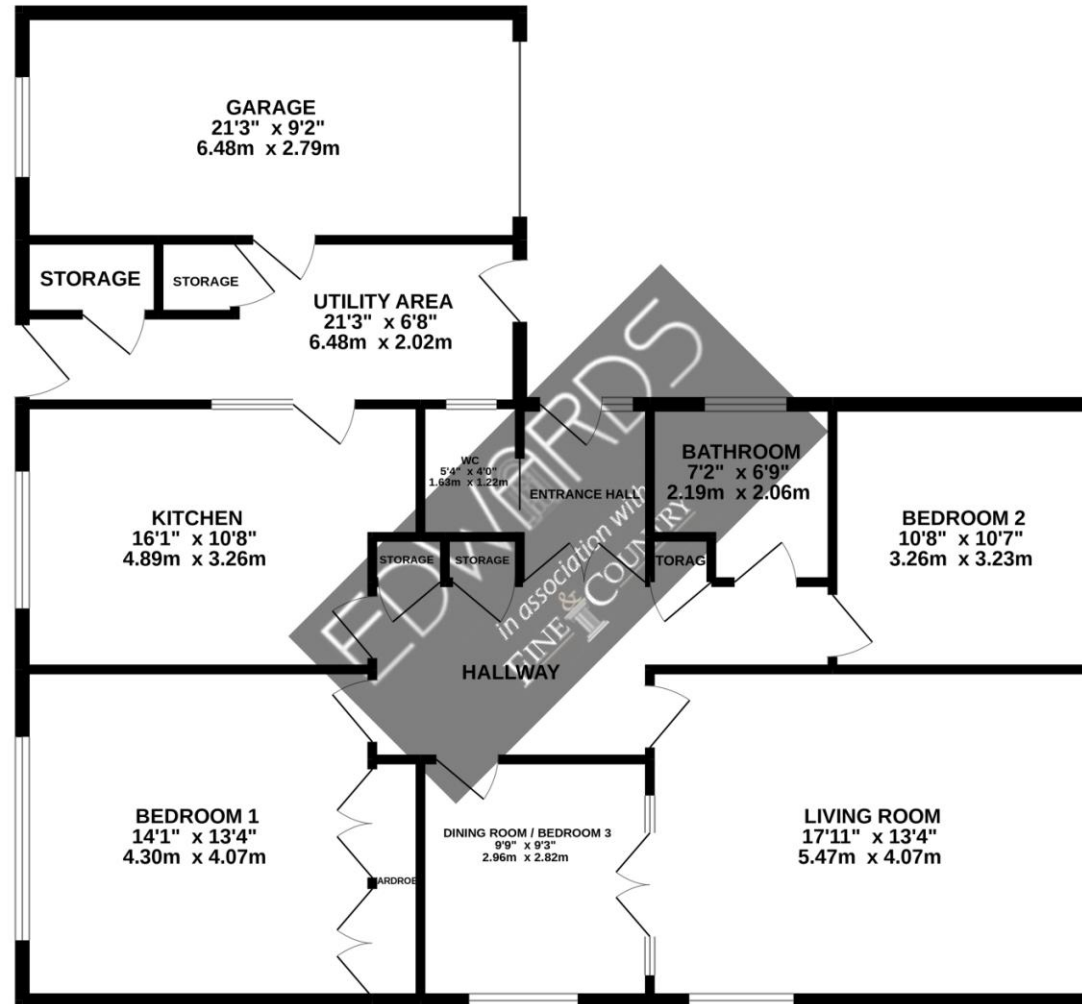 GARAGE
21'3" x 9'2"
6.48m x 2.79m
STORAGE
STORAGE
UTILITY AREA
21'3" x 6'8"
6.48m x 2.02m
EDWARDS
in association with
FINE & COUNTRY
WC
5'4" x 4'0"
1.63m x 1.22m
ENTRANCE HALL
BATHROOM
7'2" x 6'9"
2.19m x 2.06m
KITCHEN
16'1" x 10'8"
4.89m x 3.26m
BEDROOM 2
10'8" x 10'7"
3.26m x 3.23m
STORAGE
STORAGE
TORAG
HALLWAY
BEDROOM 1
14'1" x 13'4"
4.30m x 4.07m
ARDROB
DINING ROOM / BEDROOM 3
9'9" x 9'3"
2.96m x 2.82m
LIVING ROOM
17'11" x 13'4"
5.47m x 4.07m